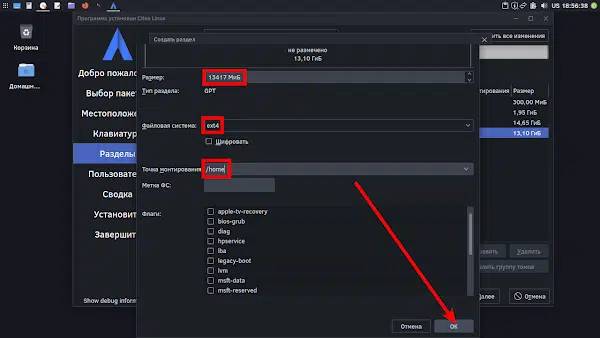 US 18:56:38
Программа установки Ctlos Linux
Корзина
Домашн...
Добро пожало
Выбор пакет
Местоположе
Клавиатур
Разделы
Пользовате
Сводка
Установит
Завершит
Show debug inform
Создать раздел
не размечено
13,10 ГиБ
Размер: 13417 МиБ
Тип раздела: GPT
Файловая система: ext4
Шифровать
Точка монтирования /home
Метка ФС:
Флаги:
apple-tv-recovery
bios-grub
diag
hpservice
lba
legacy-boot
lvm
msft-data
msft-reserved
Отмена
OK
ить все изменения
тирования Размер
300,00 МиБ
1,95 ГиБ
14,65 ГиБ
13,10 ГиБ
Удалить
лить группу томов
Далее
Отмена